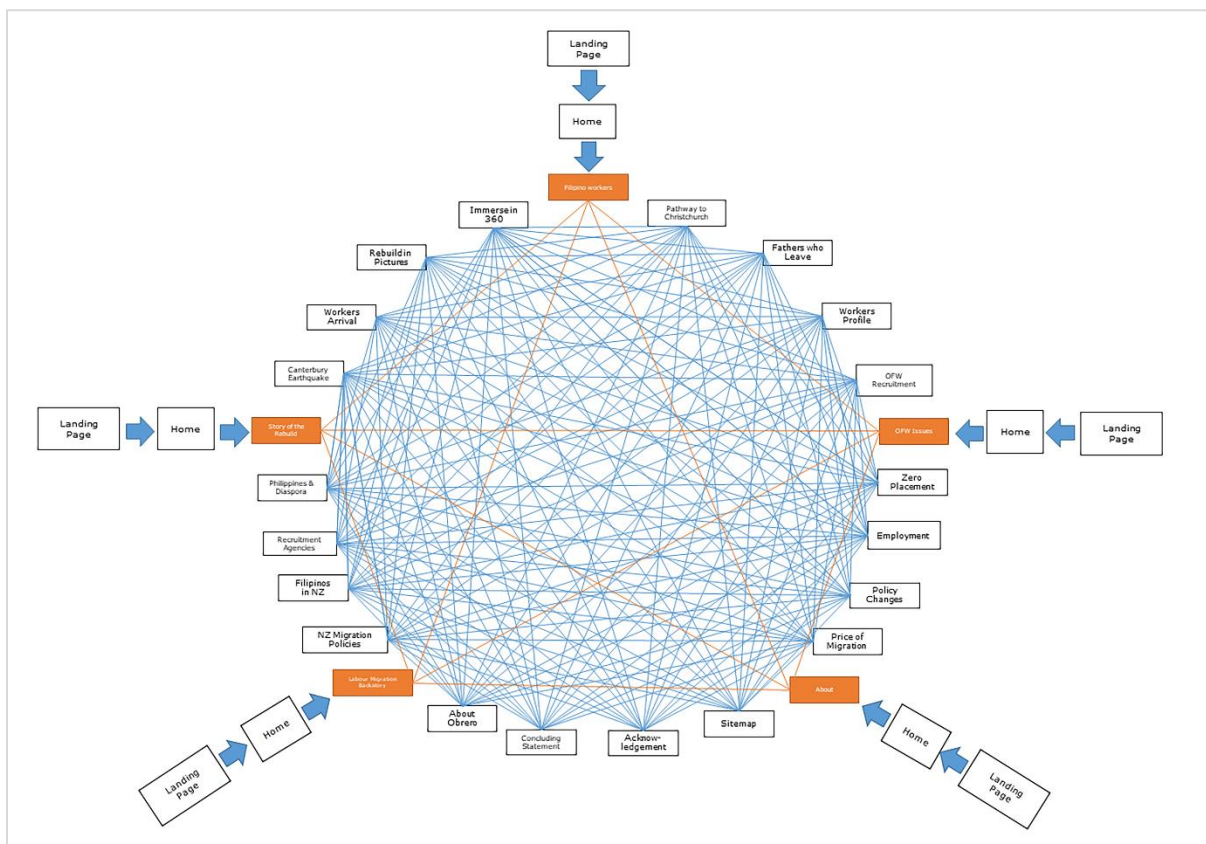 Landing
Page
Home
Filipino workers
Immersein
360
Pathway to
Christchurch
Rebuildin
Pictures
Fathers who
Leave
Workers
Arrival
Workers
Profile
Canterbury
Earthquake
OFW
Recruitment
Landing
Page
Home
Story of the
Rebuild
OFW Issues
Home
Landing
Page
Philippines &
Diaspora
Zero
Placement
Recruitment
Agencies
Employment
Filipinos
in NZ
Policy
Changes
NZ Migration
Policies
Price of
Migration
Labour Migration
Backstory
About
About
Obrero
Concluding
Statement
Acknow-
ledgement
Sitemap
Home
Landing
Page
Home
Landing
Page